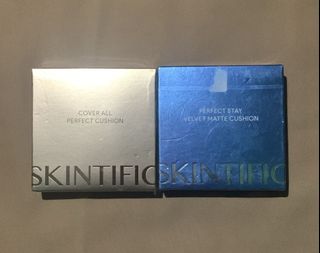 COVER ALL
PERFECT CUSHION
SKINTIFIC
PERFECT STAY
VELVET MATTE CUSHION
SKINTIFIC